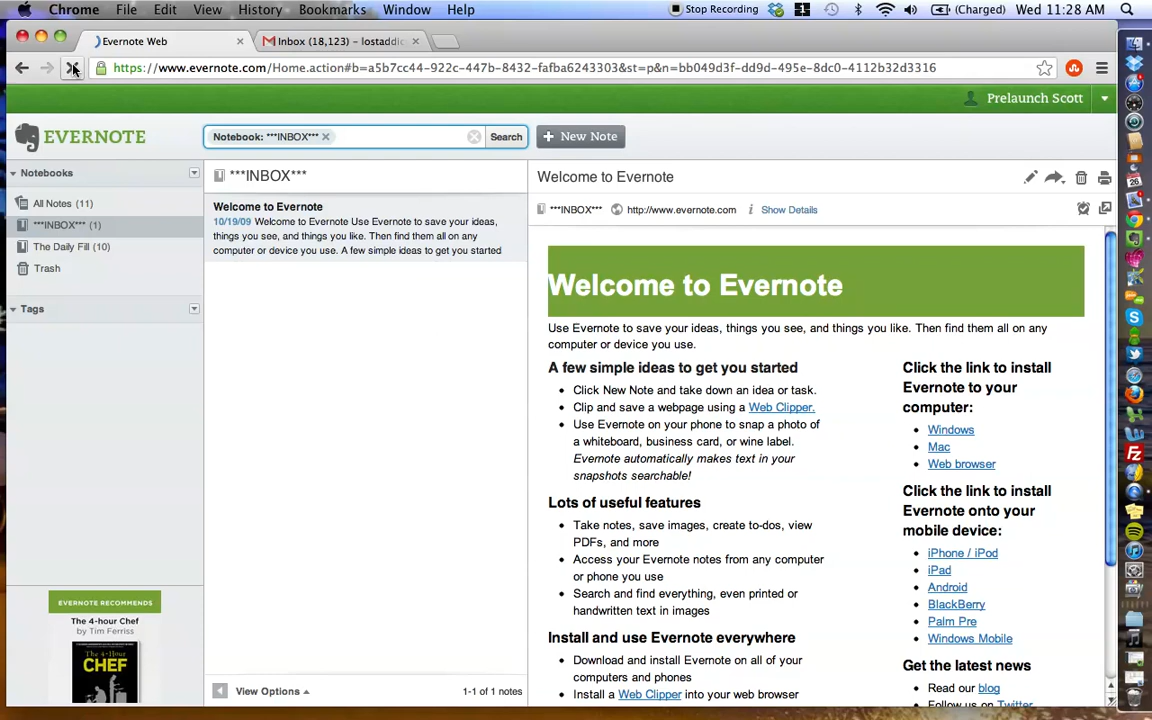 Chrome File Edit View History Bookmarks Window Help Stop Recording 1 (Charged) Wed 11:28 AM
Evernote Web Inbox (18,123) – lostaddic
https://www.evernote.com/Home.action#b=a5b7cc44-922c-447b-8432-fafba6243303&st=p&n=bb049d3f-dd9d-495e-8dc0-4112b32d3316
Prelaunch Scott
EVERNOTE Notebook: ***INBOX*** Search + New Note
Notebooks
All Notes (11)
***INBOX*** (1)
The Daily Fill (10)
Trash
Tags
EVERNOTE RECOMMENDS
The 4-hour Chef
by Tim Ferriss
THE 4-HOUR
CHEF
***INBOX***
Welcome to Evernote
10/19/09 Welcome to Evernote Use Evernote to save your ideas,
things you see, and things you like. Then find them all on any
computer or device you use. A few simple ideas to get you started
View Options 1-1 of 1 notes
Welcome to Evernote
***INBOX*** http://www.evernote.com i Show Details
Welcome to Evernote
Use Evernote to save your ideas, things you see, and things you like. Then find them all on any
computer or device you use.
A few simple ideas to get you started
Click New Note and take down an idea or task.
Clip and save a webpage using a Web Clipper.
Use Evernote on your phone to snap a photo of
a whiteboard, business card, or wine label.
Evernote automatically makes text in your
snapshots searchable!
Lots of useful features
Take notes, save images, create to-dos, view
PDFs, and more
Access your Evernote notes from any computer
or phone you use
Search and find everything, even printed or
handwritten text in images
Install and use Evernote everywhere
Download and install Evernote on all of your
computers and phones
Install a Web Clipper into your web browser
Click the link to install
Evernote to your
computer:
Windows
Mac
Web browser
Click the link to install
Evernote onto your
mobile device:
iPhone / iPod
iPad
Android
BlackBerry
Palm Pre
Windows Mobile
Get the latest news
Read our blog
Follow us on Twitter